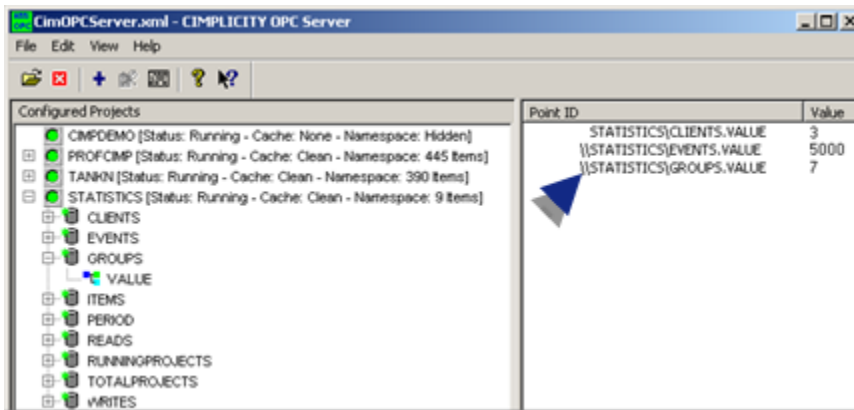 CimOPCServer.xml - CIMPLICITY OPC Server
File Edit View Help
Configured Projects
CIMPDEMO [Status: Running - Cache: None - Namespace: Hidden]
PROFCIMP [Status: Running - Cache: Clean - Namespace: 445 Items]
TANKN [Status: Running - Cache: Clean - Namespace: 390 Items]
STATISTICS [Status: Running - Cache: Clean - Namespace: 9 Items]
CLIENTS
EVENTS
GROUPS
VALUE
ITEMS
PERIOD
READS
RUNNINGPROJECTS
TOTALPROJECTS
WRITES
Point ID Value
STATISTICS\CLIENTS.VALUE 3
\\STATISTICS\EVENTS.VALUE 5000
\\STATISTICS\GROUPS.VALUE 7